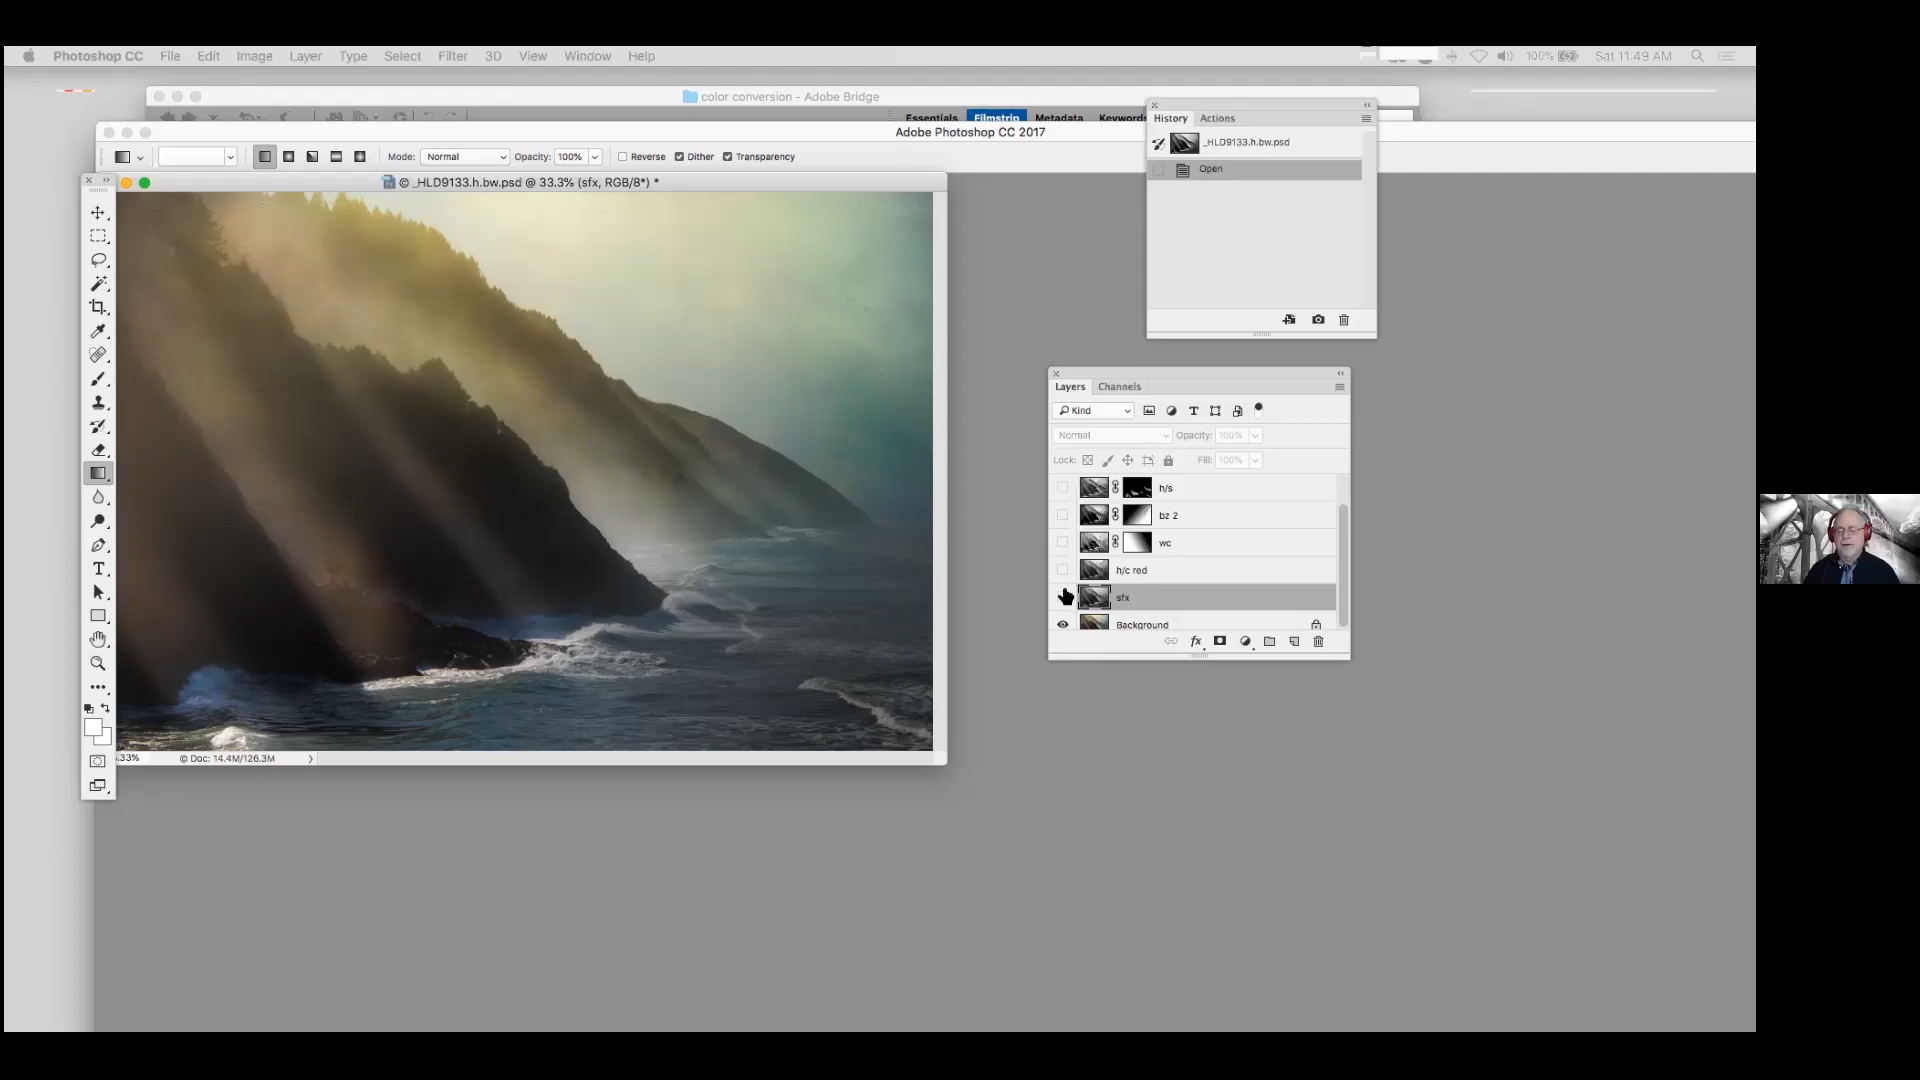 Photoshop CC File Edit Image Layer Type Select Filter 3D View Window Help 100% Sat 11:49 AM
color conversion - Adobe Bridge
Essentials Filmstrip Metadata Keywords
Adobe Photoshop CC 2017
Mode: Normal Opacity: 100% Reverse Dither Transparency
© _HLD9133.h.bw.psd @ 33.3% (sfx, RGB/8*) *
History Actions
_HLD9133.h.bw.psd
Open
Layers Channels
Kind
Normal Opacity: 100%
Lock: Fill: 100%
h/s
bz 2
wc
h/c red
sfx
Background
fx
.33% © Doc: 14.4M/126.3M